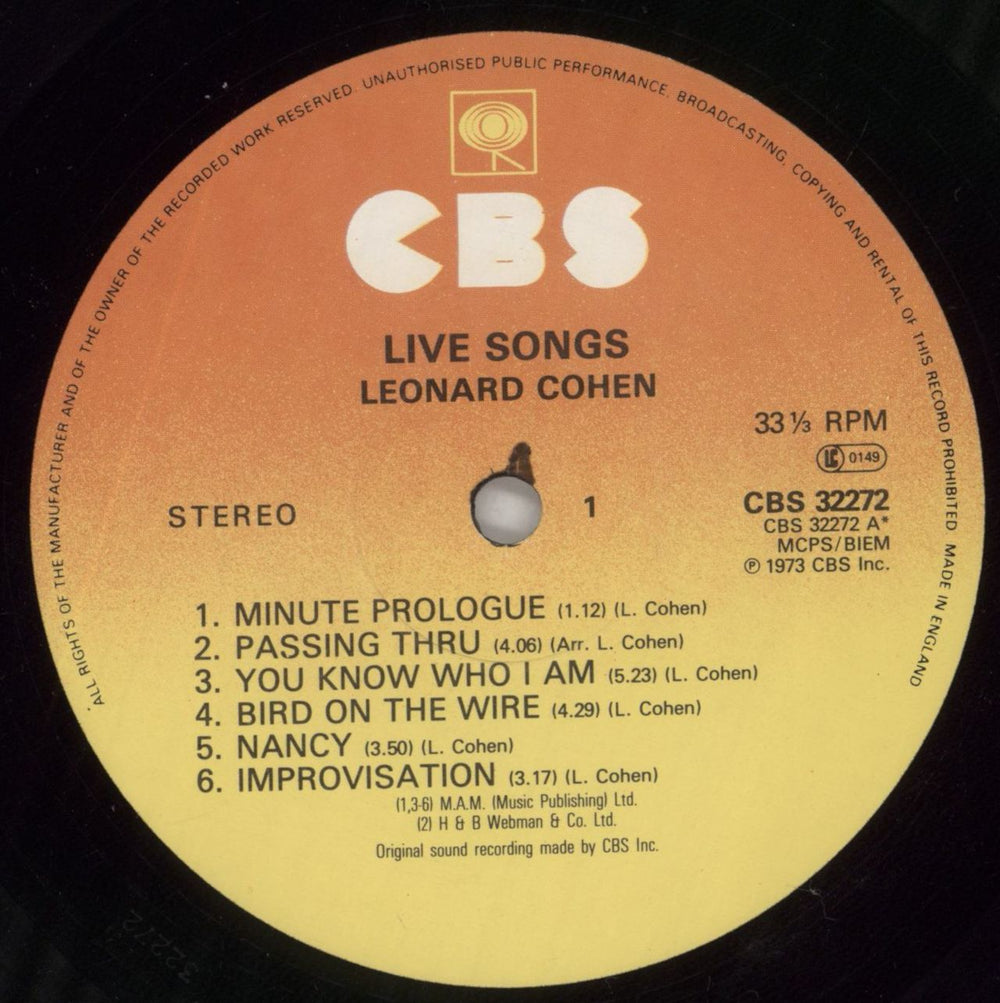 ALL RIGHTS OF THE MANUFACTURER AND OF THE OWNER OF THE RECORDED WORK RESERVED. UNAUTHORISED PUBLIC PERFORMANCE, BROADCASTING, COPYING AND RENTAL OF THIS RECORD PROHIBITED MADE IN ENGLAND
CBS
LIVE SONGS
LEONARD COHEN
33⅓ RPM
LC 0149
STEREO
1
CBS 32272
CBS 32272 A*
MCPS/BIEM
℗ 1973 CBS Inc.
1. MINUTE PROLOGUE (1.12) (L. Cohen)
2. PASSING THRU (4.06) (Arr. L. Cohen)
3. YOU KNOW WHO I AM (5.23) (L. Cohen)
4. BIRD ON THE WIRE (4.29) (L. Cohen)
5. NANCY (3.50) (L. Cohen)
6. IMPROVISATION (3.17) (L. Cohen)
(1,3-6) M.A.M. (Music Publishing) Ltd.
(2) H & B Webman & Co. Ltd.
Original sound recording made by CBS Inc.
32272